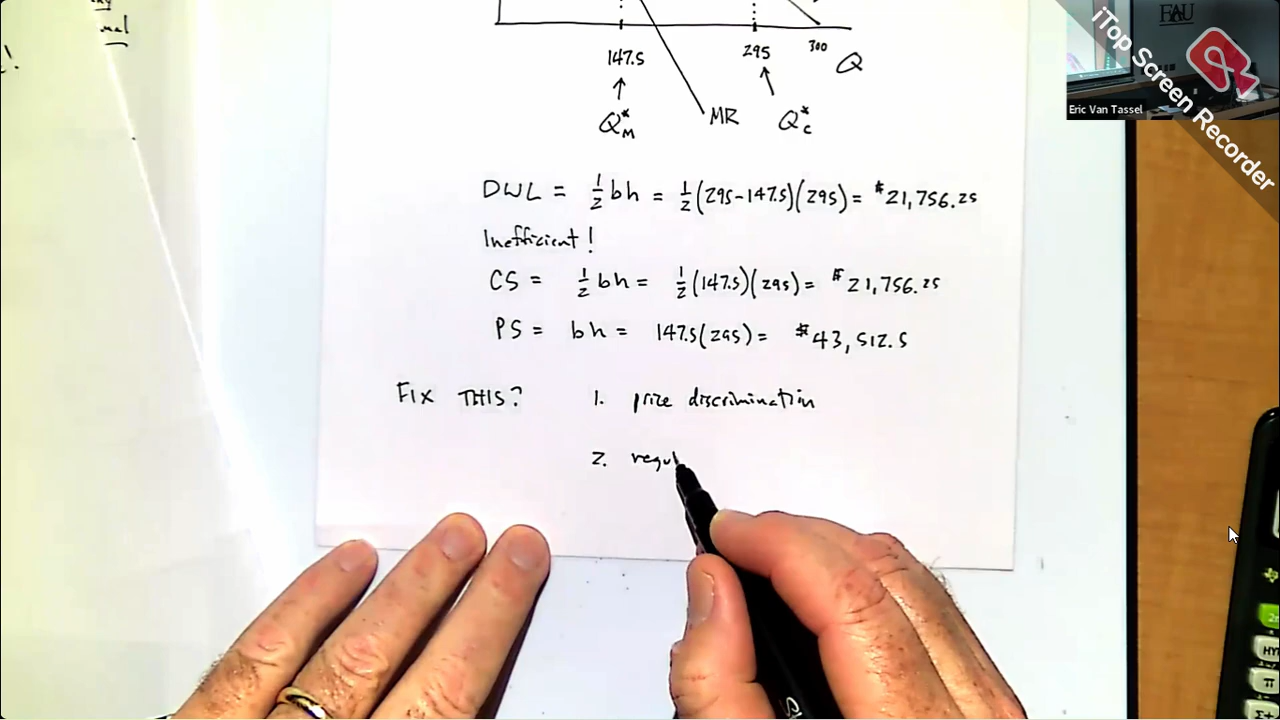 mal
!
147.5 295 300 Q
Q*M MR Q*c
DWL = 1/2 bh = 1/2 (295-147.5)(295) = $21,756.25
Inefficient!
CS = 1/2 bh = 1/2 (147.5)(295) = $21,756.25
PS = bh = 147.5(295) = $43,512.5
FIX THIS? 1. price discrimination
2. regul
FAU
Eric Van Tassel
iTop Screen Recorder
π